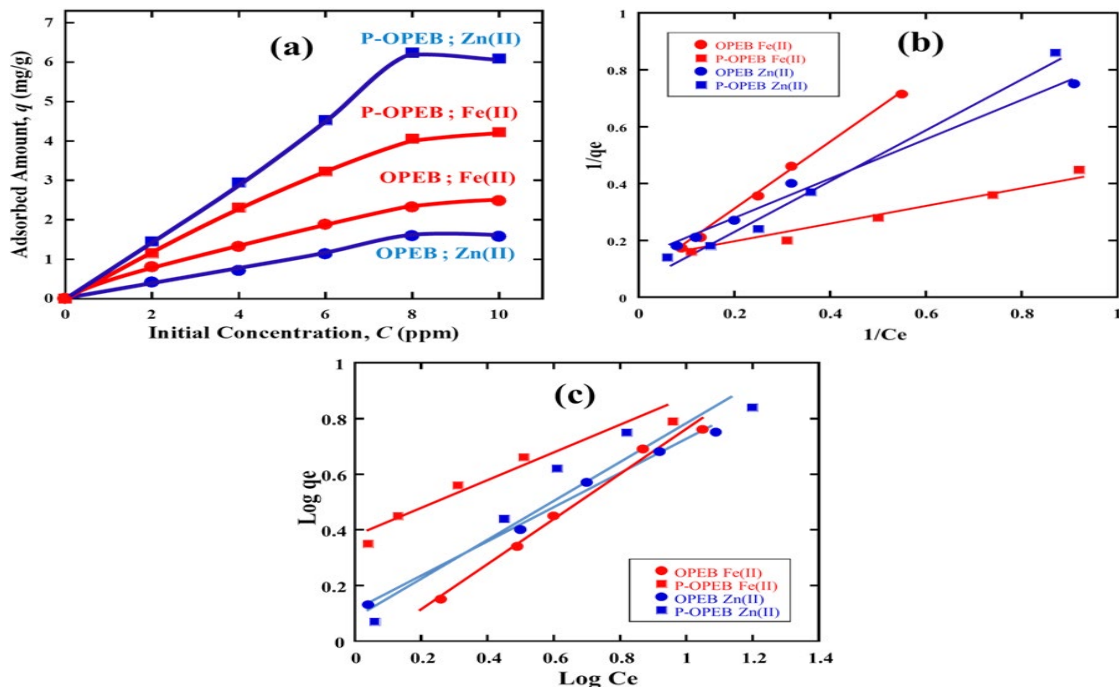 (a)
Adsorbed Amount, q (mg/g)
7
6
5
4
3
2
1
0
P-OPEB ; Zn(II)
P-OPEB ; Fe(II)
OPEB ; Fe(II)
OPEB ; Zn(II)
0 2 4 6 8 10
Initial Concentration, C (ppm)
(b)
1/qe
1
0.8
0.6
0.4
0.2
0
OPEB Fe(II)
P-OPEB Fe(II)
OPEB Zn(II)
P-OPEB Zn(II)
0 0.2 0.4 0.6 0.8 1
1/Ce
(c)
Log qe
1
0.8
0.6
0.4
0.2
0
OPEB Fe(II)
P-OPEB Fe(II)
OPEB Zn(II)
P-OPEB Zn(II)
0 0.2 0.4 0.6 0.8 1 1.2 1.4
Log Ce